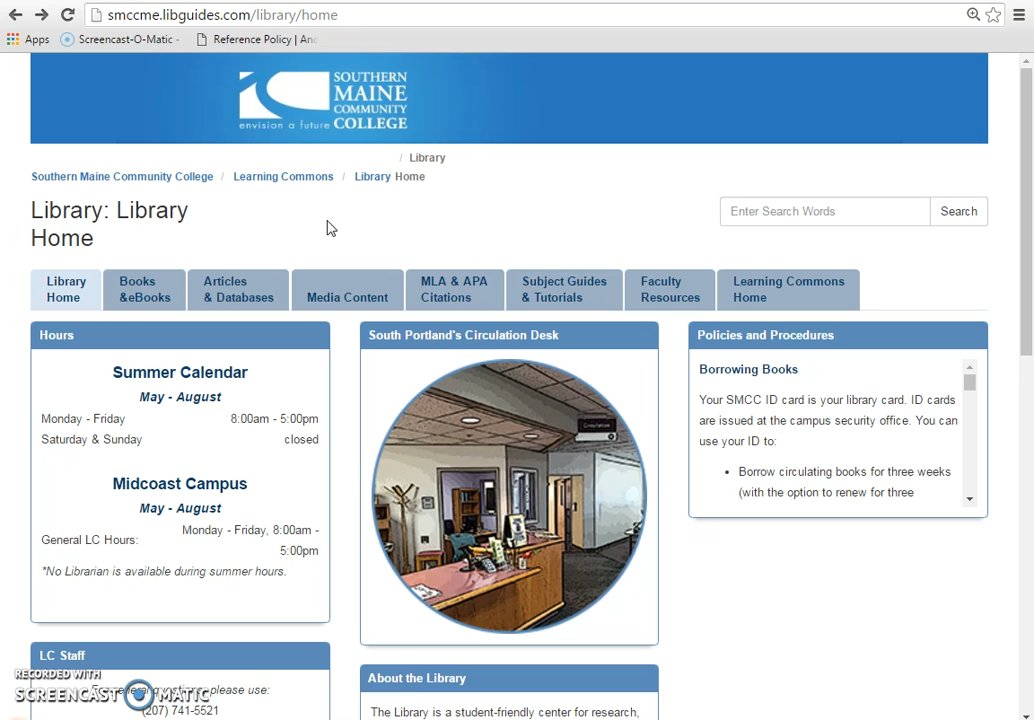 smccme.libguides.com/library/home
Apps
Screencast-O-Matic -
Reference Policy | An
SOUTHERN
MAINE
COMMUNITY
COLLEGE
envision a future
/ Library
Southern Maine Community College / Learning Commons / Library Home
Library: Library
Home
Enter Search Words
Search
Library
Home
Books
&eBooks
Articles
& Databases
Media Content
MLA & APA
Citations
Subject Guides
& Tutorials
Faculty
Resources
Learning Commons
Home
Hours
Summer Calendar
May - August
Monday - Friday 8:00am - 5:00pm
Saturday & Sunday closed
Midcoast Campus
May - August
General LC Hours: Monday - Friday, 8:00am -
5:00pm
*No Librarian is available during summer hours.
LC Staff
For general questions, please use:
(207) 741-5521
RECORDED WITH
SCREENCAST MATIC
South Portland's Circulation Desk
Circulation
About the Library
The Library is a student-friendly center for research,
Policies and Procedures
Borrowing Books
Your SMCC ID card is your library card. ID cards
are issued at the campus security office. You can
use your ID to:
• Borrow circulating books for three weeks
(with the option to renew for three